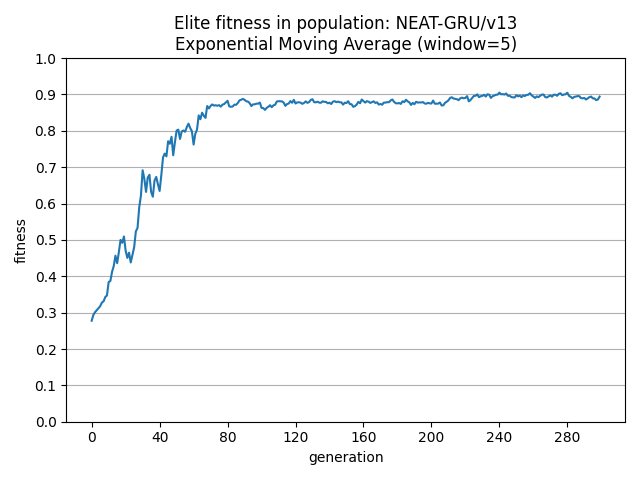 Elite fitness in population: NEAT-GRU/v13
Exponential Moving Average (window=5)
1.0
0.9
0.8
0.7
0.6
0.5
0.4
0.3
0.2
0.1
0.0
fitness
0 40 80 120 160 200 240 280
generation